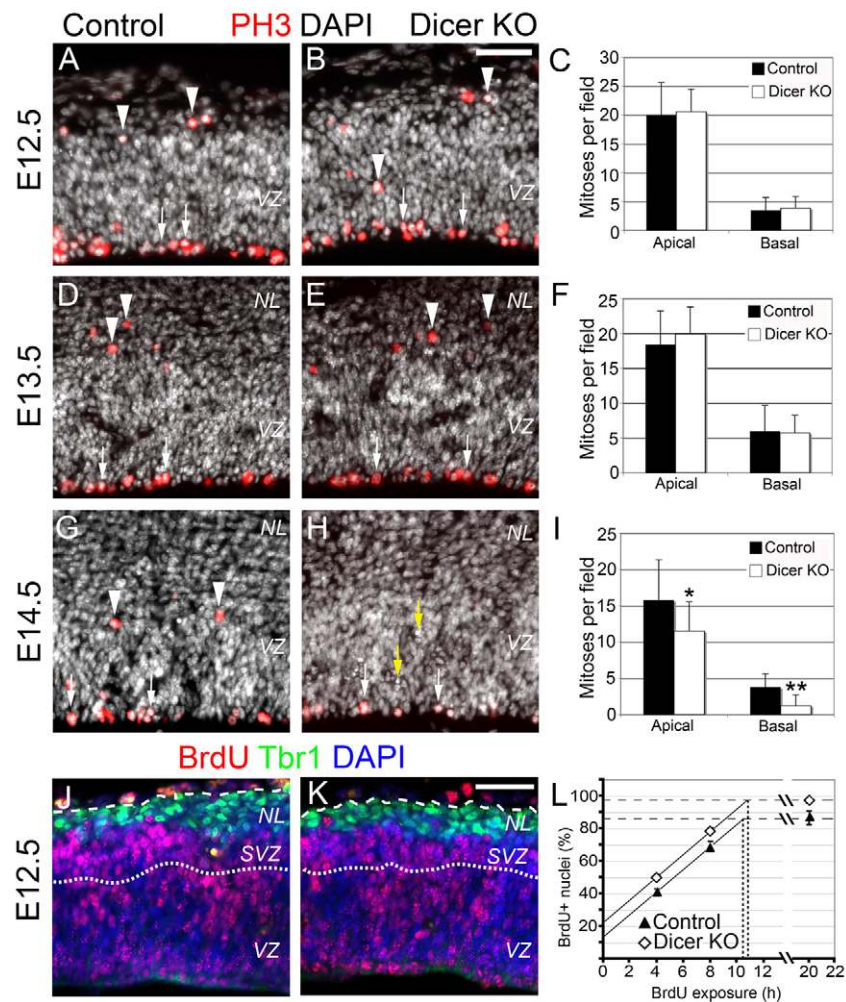 Control PH3 DAPI Dicer KO
E12.5
A
VZ
B
VZ
C
Mitoses per field
30
25
20
15
10
5
0
Control
Dicer KO
Apical Basal
E13.5
D
NL
VZ
E
NL
VZ
F
Mitoses per field
25
20
15
10
5
0
Control
Dicer KO
Apical Basal
E14.5
G
NL
VZ
H
NL
VZ
I
Mitoses per field
25
20
15
10
5
0
Control
Dicer KO
*
**
Apical Basal
BrdU Tbr1 DAPI
E12.5
J
NL
SVZ
VZ
K
NL
SVZ
VZ
L
BrdU+ nuclei (%)
100
80
60
40
20
Control
Dicer KO
0 2 4 6 8 10 12 20 22
BrdU exposure (h)